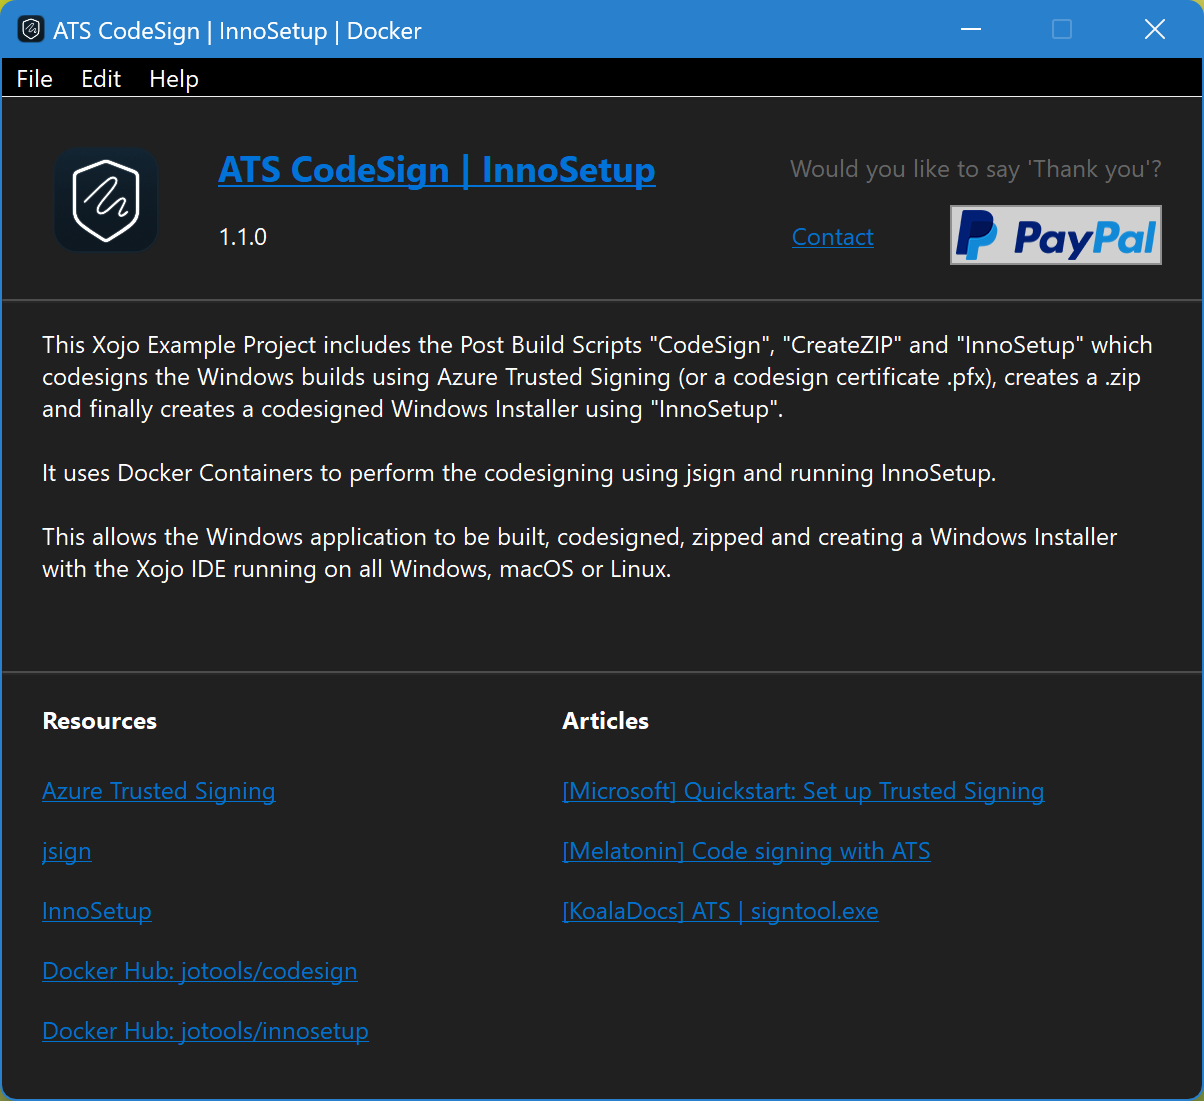 ATS CodeSign | InnoSetup | Docker
File Edit Help
ATS CodeSign | InnoSetup
Would you like to say 'Thank you'?
1.1.0
Contact
PayPal
This Xojo Example Project includes the Post Build Scripts "CodeSign", "CreateZIP" and "InnoSetup" which
codesigns the Windows builds using Azure Trusted Signing (or a codesign certificate .pfx), creates a .zip
and finally creates a codesigned Windows Installer using "InnoSetup".
It uses Docker Containers to perform the codesigning using jsign and running InnoSetup.
This allows the Windows application to be built, codesigned, zipped and creating a Windows Installer
with the Xojo IDE running on all Windows, macOS or Linux.
Resources
Azure Trusted Signing
jsign
InnoSetup
Docker Hub: jotools/codesign
Docker Hub: jotools/innosetup
Articles
[Microsoft] Quickstart: Set up Trusted Signing
[Melatonin] Code signing with ATS
[KoalaDocs] ATS | signtool.exe